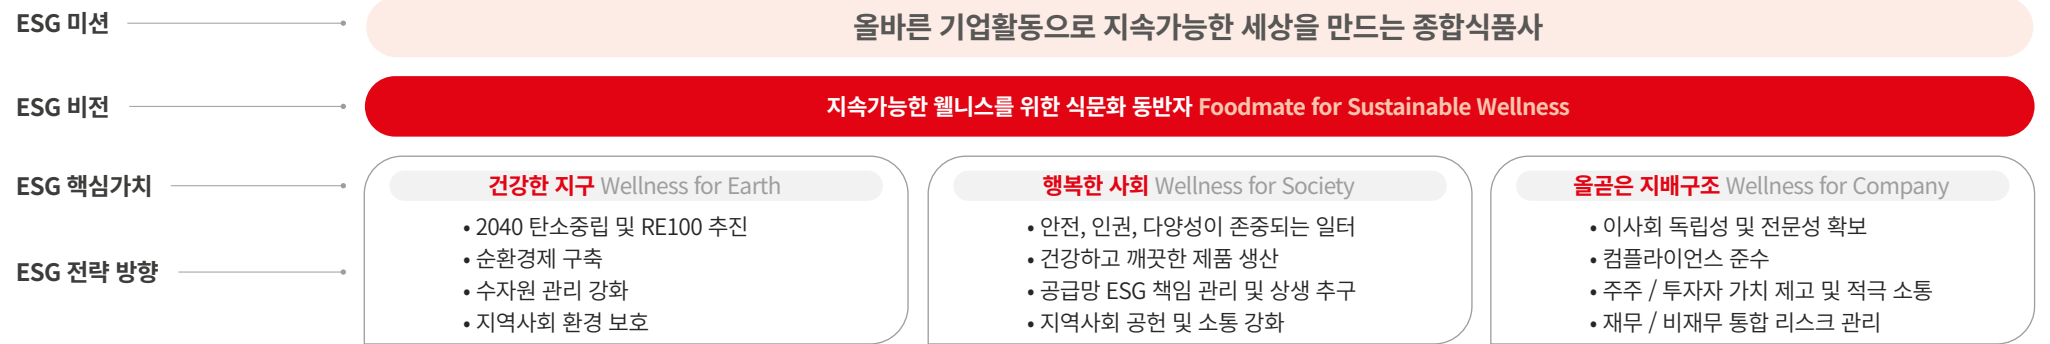 ESG 미션
올바른 기업활동으로 지속가능한 세상을 만드는 종합식품사
ESG 비전
지속가능한 웰니스를 위한 식문화 동반자 Foodmate for Sustainable Wellness
ESG 핵심가치
건강한 지구 Wellness for Earth
행복한 사회 Wellness for Society
올곧은 지배구조 Wellness for Company
ESG 전략 방향
• 2040 탄소중립 및 RE100 추진
• 순환경제 구축
• 수자원 관리 강화
• 지역사회 환경 보호
• 안전, 인권, 다양성이 존중되는 일터
• 건강하고 깨끗한 제품 생산
• 공급망 ESG 책임 관리 및 상생 추구
• 지역사회 공헌 및 소통 강화
• 이사회 독립성 및 전문성 확보
• 컴플라이언스 준수
• 주주 / 투자자 가치 제고 및 적극 소통
• 재무 / 비재무 통합 리스크 관리